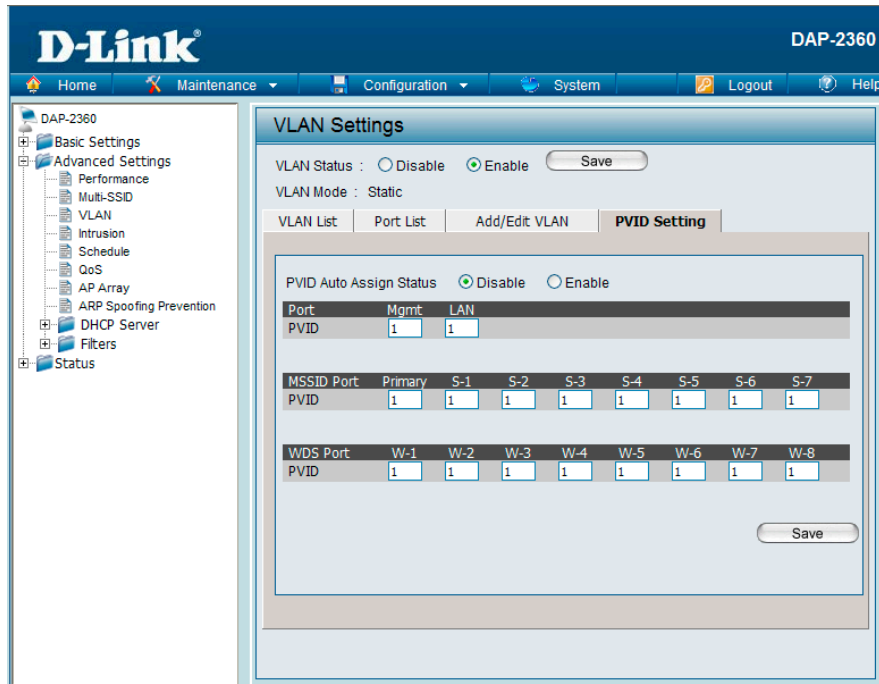 D-Link®
DAP-2360
Home Maintenance Configuration System Logout Help
DAP-2360
Basic Settings
Advanced Settings
Performance
Multi-SSID
VLAN
Intrusion
Schedule
QoS
AP Array
ARP Spoofing Prevention
DHCP Server
Filters
Status
VLAN Settings
VLAN Status : Disable Enable Save
VLAN Mode : Static
VLAN List Port List Add/Edit VLAN PVID Setting
PVID Auto Assign Status Disable Enable
Port Mgmt LAN
PVID 1 1
MSSID Port Primary S-1 S-2 S-3 S-4 S-5 S-6 S-7
PVID 1 1 1 1 1 1 1 1
WDS Port W-1 W-2 W-3 W-4 W-5 W-6 W-7 W-8
PVID 1 1 1 1 1 1 1 1
Save